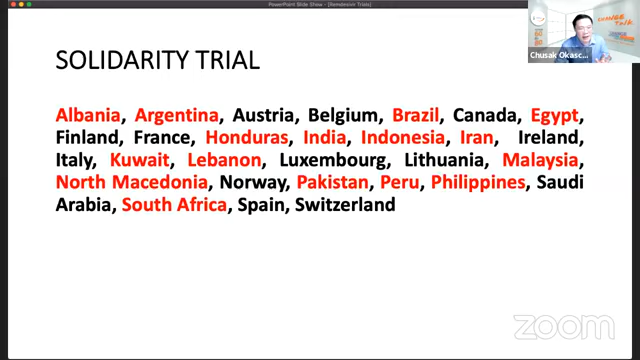 PowerPoint Slide Show - [Remdesivir Trials]
Chusak Okasc...
SOLIDARITY TRIAL
Albania, Argentina, Austria, Belgium, Brazil, Canada, Egypt,
Finland, France, Honduras, India, Indonesia, Iran, Ireland,
Italy, Kuwait, Lebanon, Luxembourg, Lithuania, Malaysia,
North Macedonia, Norway, Pakistan, Peru, Philippines, Saudi
Arabia, South Africa, Spain, Switzerland
zoom